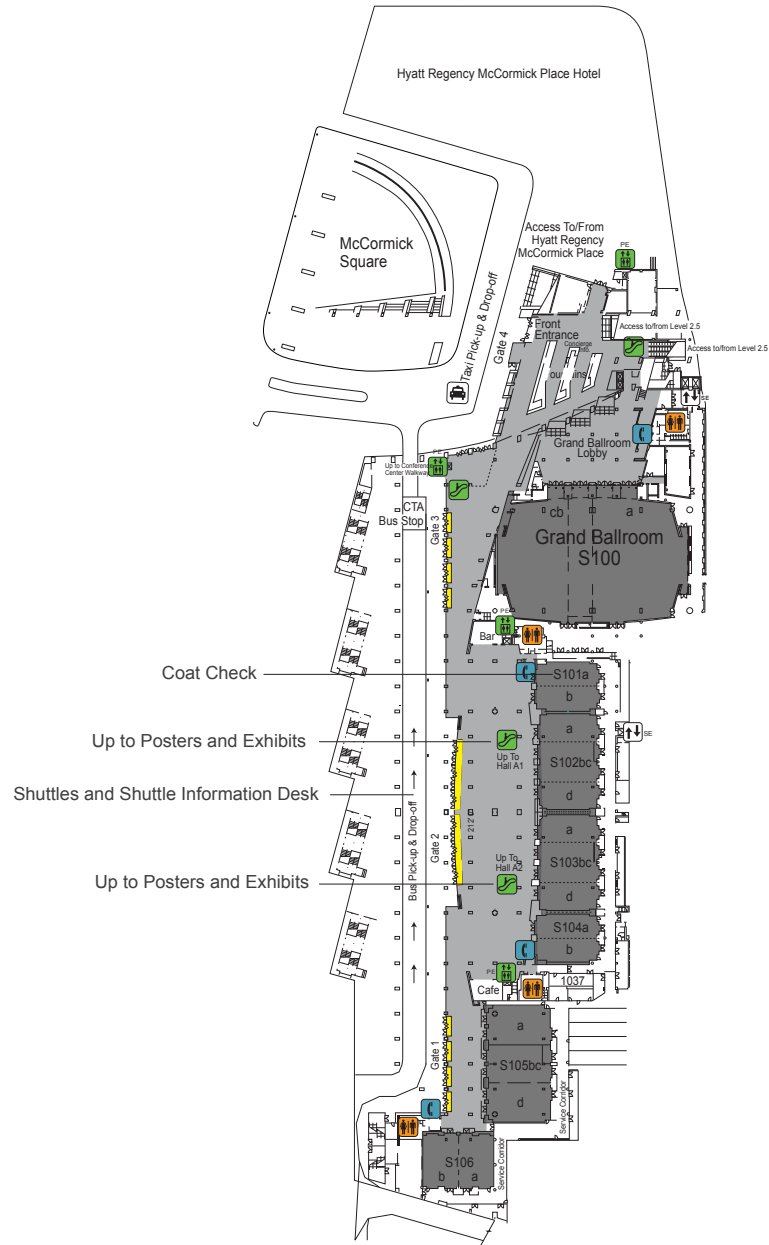 Hyatt Regency McCormick Place Hotel
McCormick
Square
Access To/From
Hyatt Regency
McCormick Place
PE
Taxi Pick-up & Drop-off
Gate 4
Front
Entrance
Concierge
Info.
Access to/from Level 2.5
Access to/from Level 2.5
SE
Grand Ballroom
Lobby
PE
Up to Conference
Center Walkway
CTA
Bus Stop
Gate 3
cb
a
Grand Ballroom
S100
PE
Bar
Coat Check
S101a
b
Up to Posters and Exhibits
Up To
Hall A1
a
S102bc
d
SE
Shuttles and Shuttle Information Desk
Bus Pick-up & Drop-off
Gate 2
a
S103bc
d
Up to Posters and Exhibits
Up To
Hall A2
S104a
b
PE
Cafe
1037
Gate 1
a
S105bc
d
Service Corridor
S106
b
a
Service Corridor